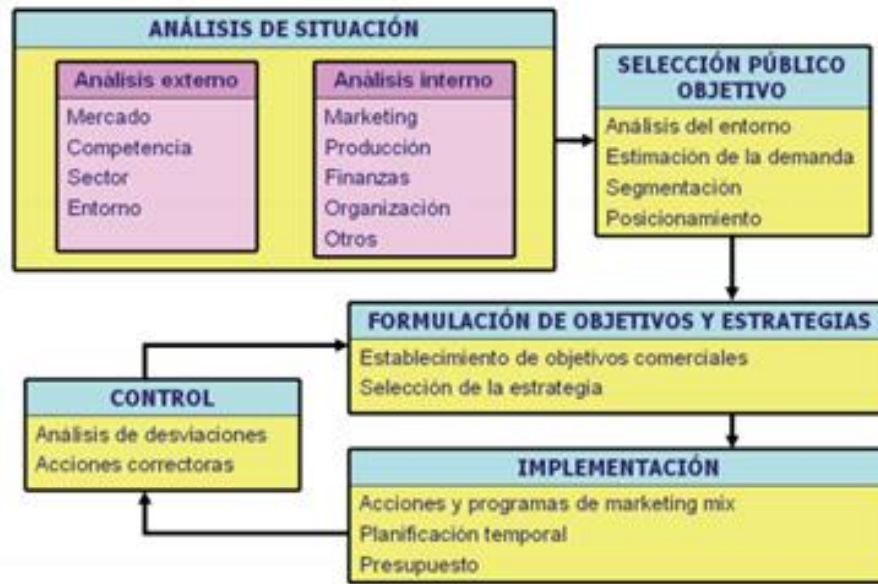 ANÁLISIS DE SITUACIÓN
Análisis externo
Mercado
Competencia
Sector
Entorno
Análisis interno
Marketing
Producción
Finanzas
Organización
Otros
SELECCIÓN PÚBLICO
OBJETIVO
Análisis del entorno
Estimación de la demanda
Segmentación
Posicionamiento
FORMULACIÓN DE OBJETIVOS Y ESTRATEGIAS
Establecimiento de objetivos comerciales
Selección de la estrategia
CONTROL
Análisis de desviaciones
Acciones correctoras
IMPLEMENTACIÓN
Acciones y programas de marketing mix
Planificación temporal
Presupuesto